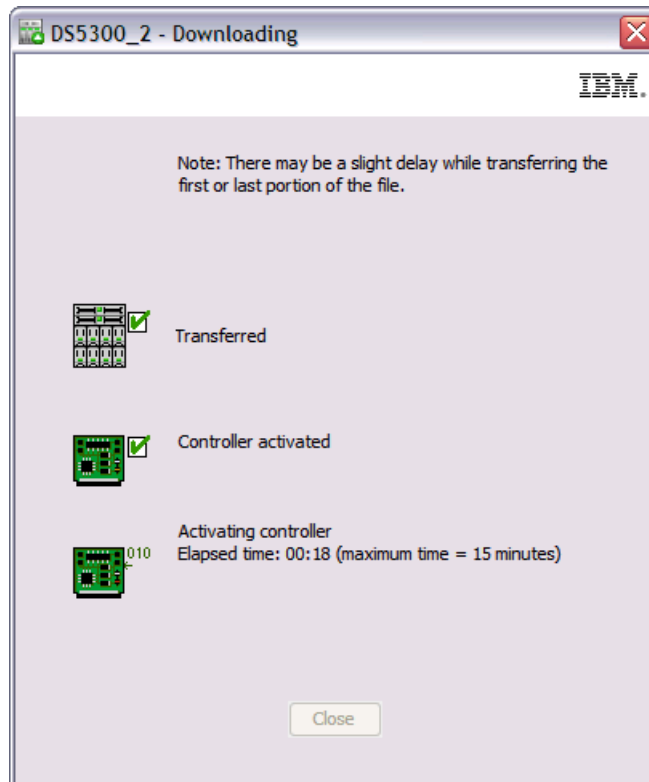 DS5300_2 - Downloading
IBM.
Note: There may be a slight delay while transferring the
first or last portion of the file.
Transferred
Controller activated
Activating controller
010
Elapsed time: 00:18 (maximum time = 15 minutes)
Close